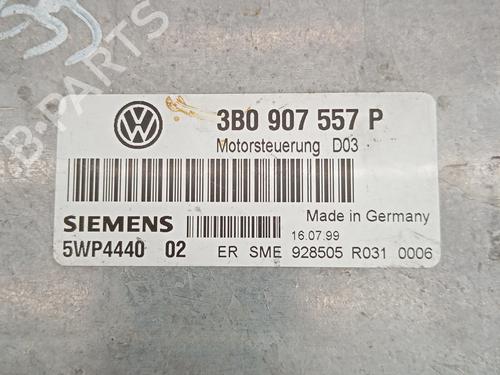 3B0 907 557 P
Motorsteuerung D03
SIEMENS
Made in Germany
16.07.99
5WP4440 02
ER SME 928505 R031 0006
B-PARTS